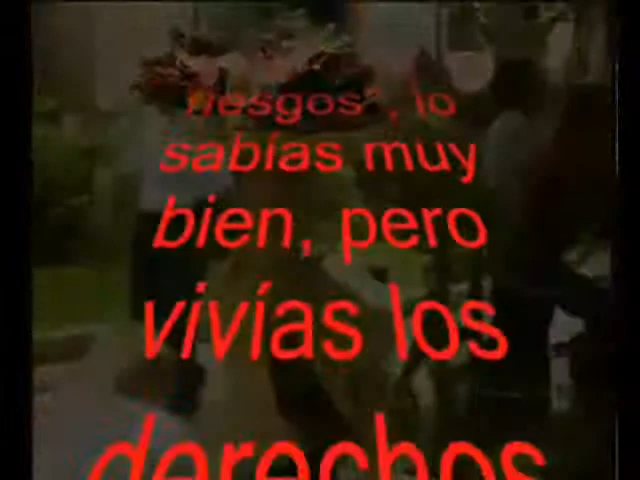 riesgos", lo
sabías muy
bien, pero
vivías los
derechos